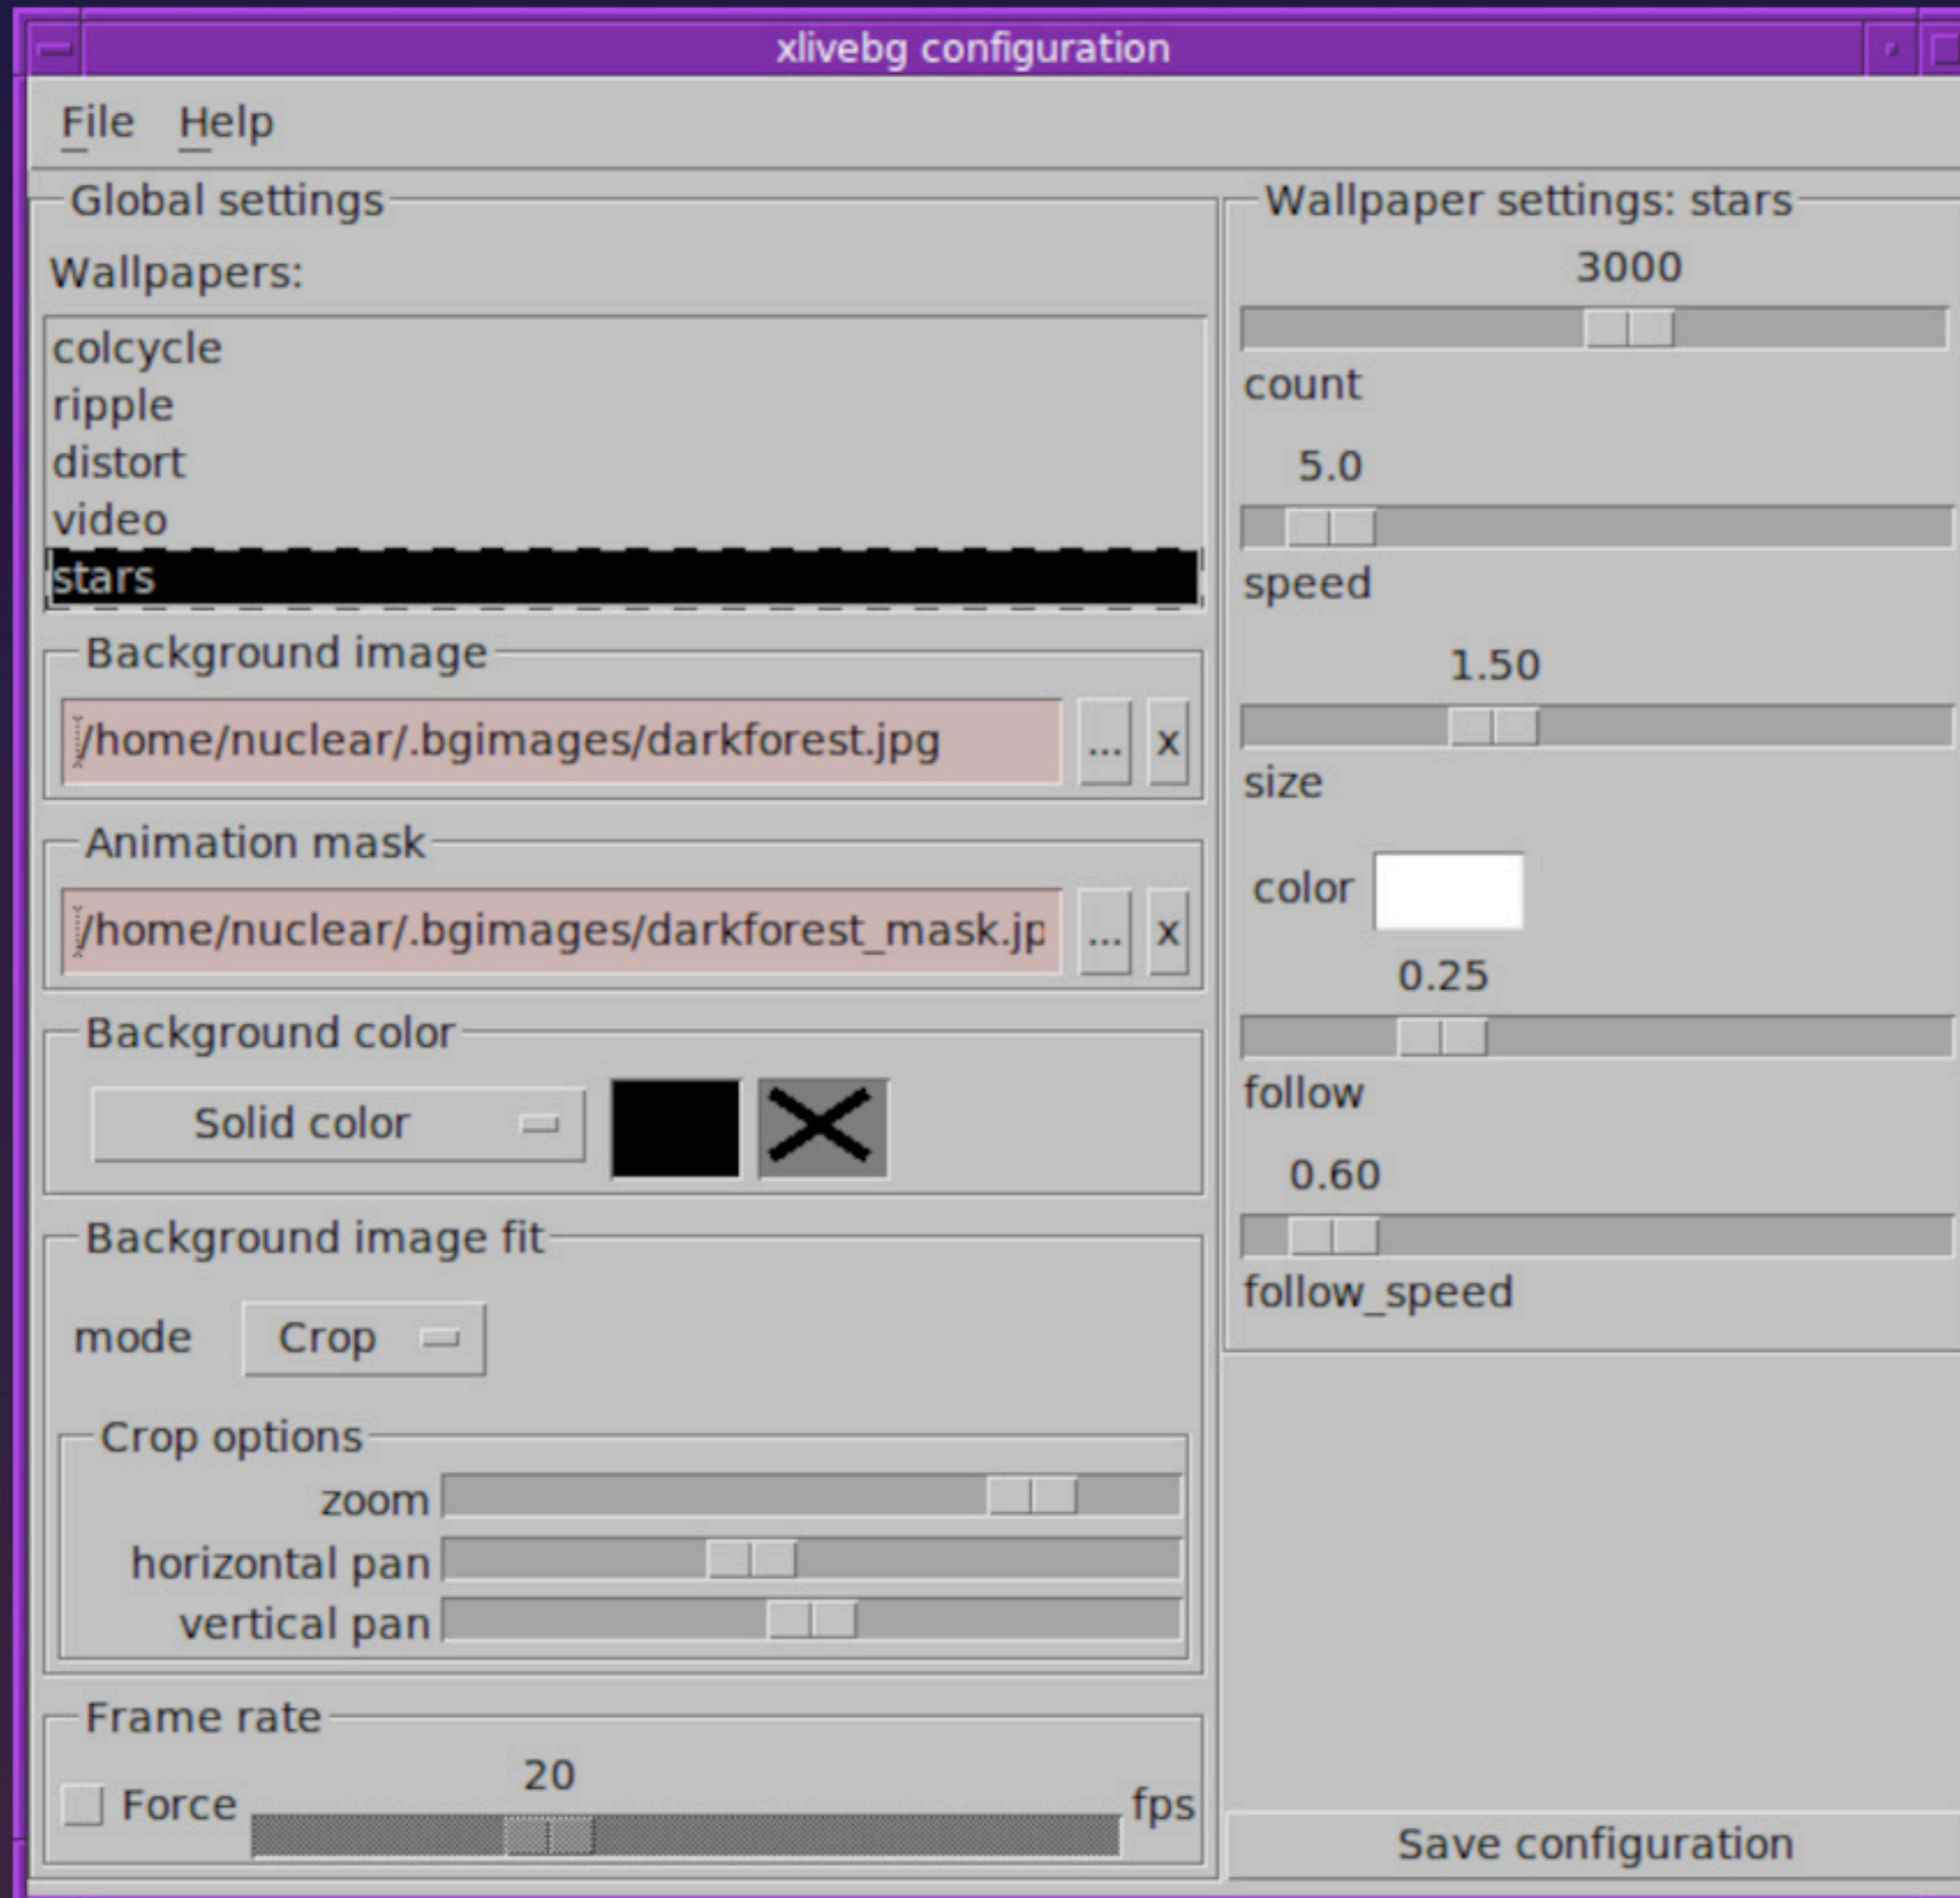 xlivebg configuration
File Help
Global settings
Wallpapers:
colcycle
ripple
distort
video
stars
Background image
/home/nuclear/.bgimages/darkforest.jpg ... x
Animation mask
/home/nuclear/.bgimages/darkforest_mask.jp ... x
Background color
Solid color
Background image fit
mode Crop
Crop options
zoom
horizontal pan
vertical pan
Frame rate
20
Force fps
Wallpaper settings: stars
3000
count
5.0
speed
1.50
size
color
0.25
follow
0.60
follow_speed
Save configuration